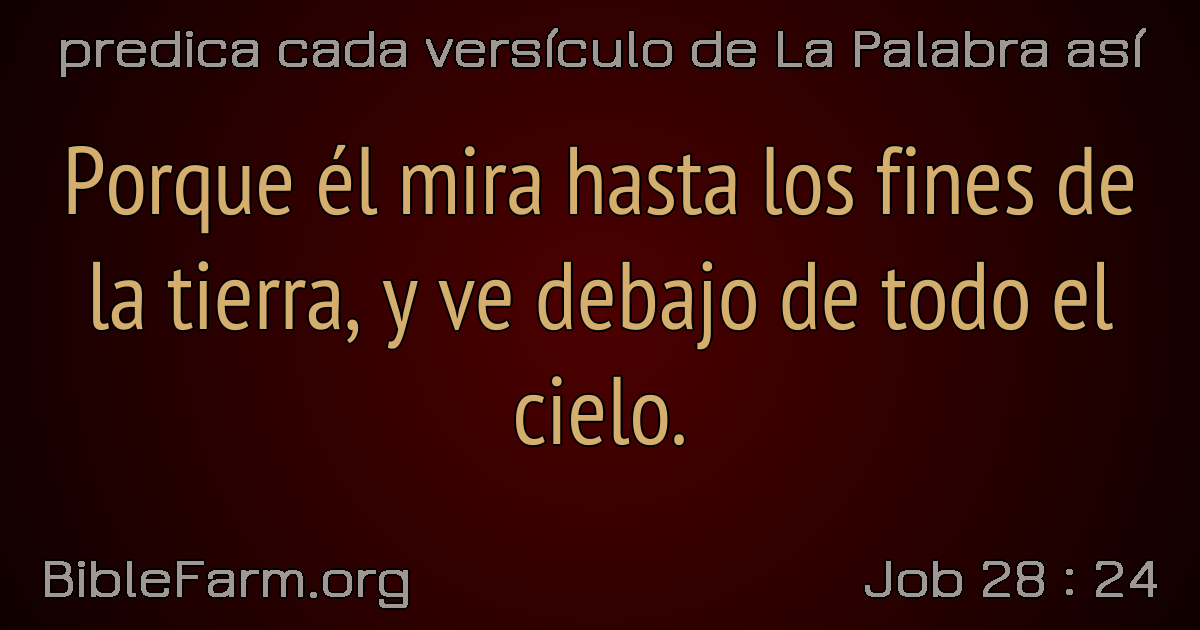 predica cada versículo de La Palabra así
Porque él mira hasta los fines de
la tierra, y ve debajo de todo el
cielo.
BibleFarm.org
Job 28 : 24